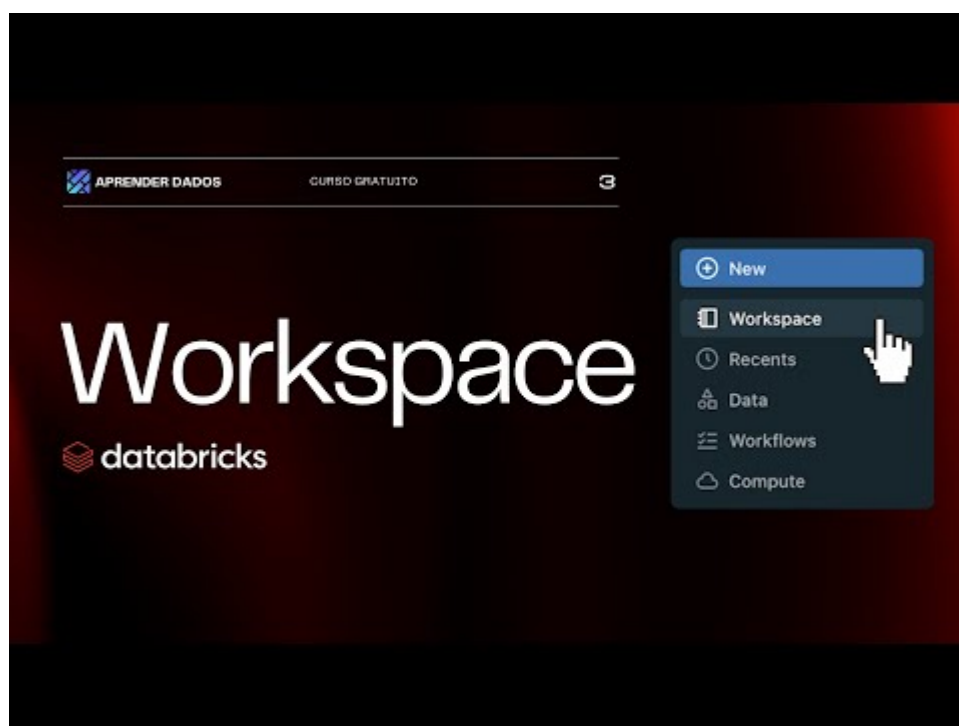 APRENDER DADOS CURSO GRATUITO 3
Workspace
databricks
New
Workspace
Recents
Data
Workflows
Compute